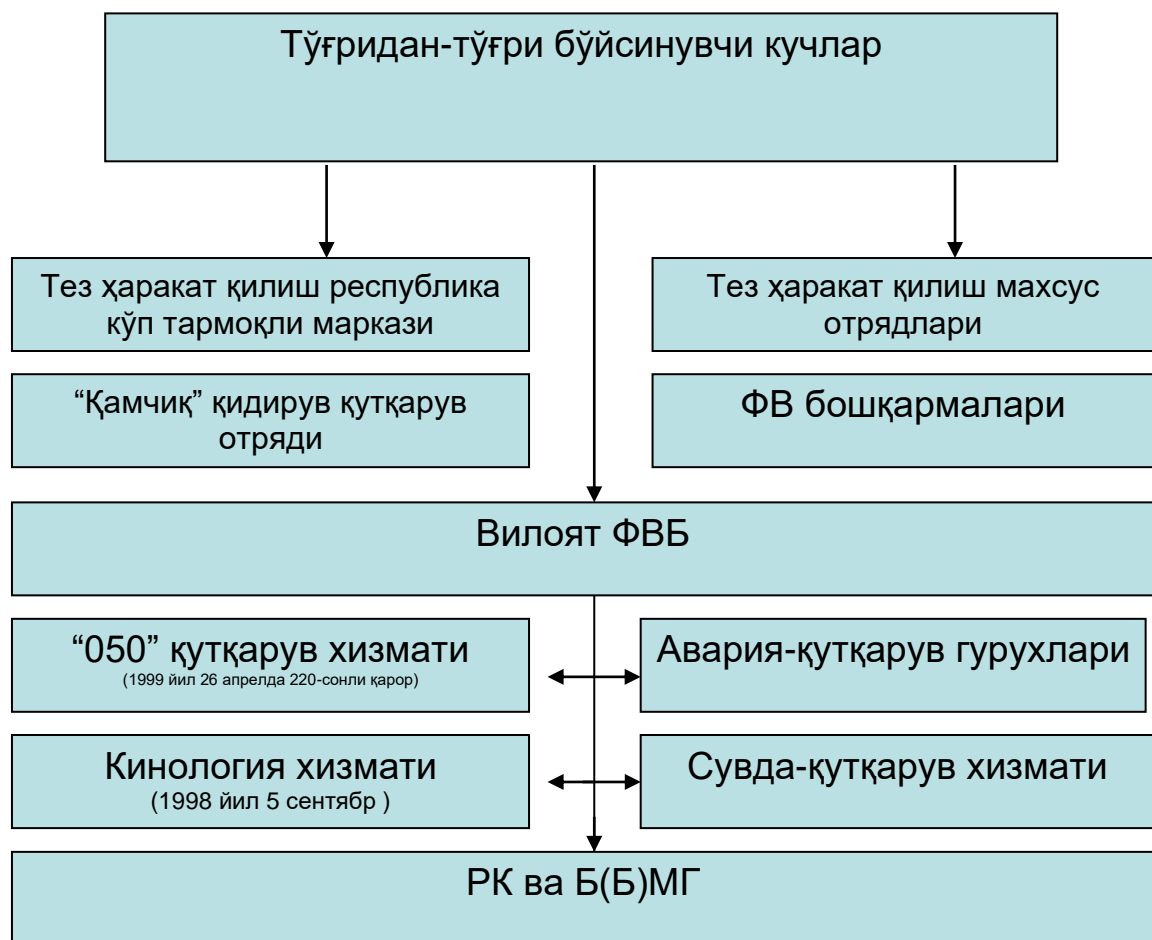 Тўғридан-тўғри бўйсинувчи кучлар
Тез ҳаракат қилиш республика
кўп тармоқли маркази
Тез ҳаракат қилиш махсус
отрядлари
“Қамчиқ” қидирув қутқарув
отряди
ФВ бошқармалари
Вилоят ФВБ
“050” қутқарув хизмати
(1999 йил 26 апрелда 220-сонли қарор)
Авария-қутқарув гурухлари
Кинология хизмати
(1998 йил 5 сентябр )
Сувда-қутқарув хизмати
РК ва Б(Б)МГ